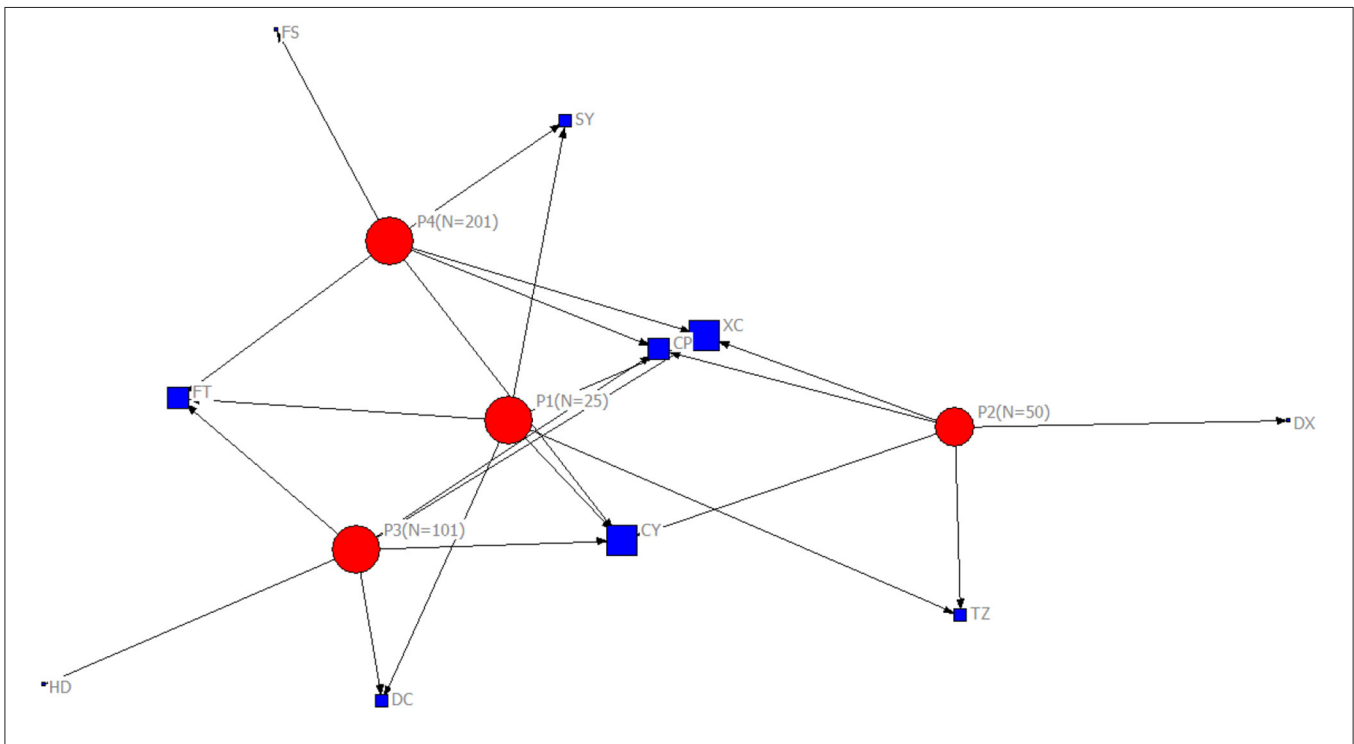 FS
SY
P4(N=201)
XC
CP
FT
P1(N=25)
P2(N=50)
DX
P3(N=101)
CY
TZ
HD
DC